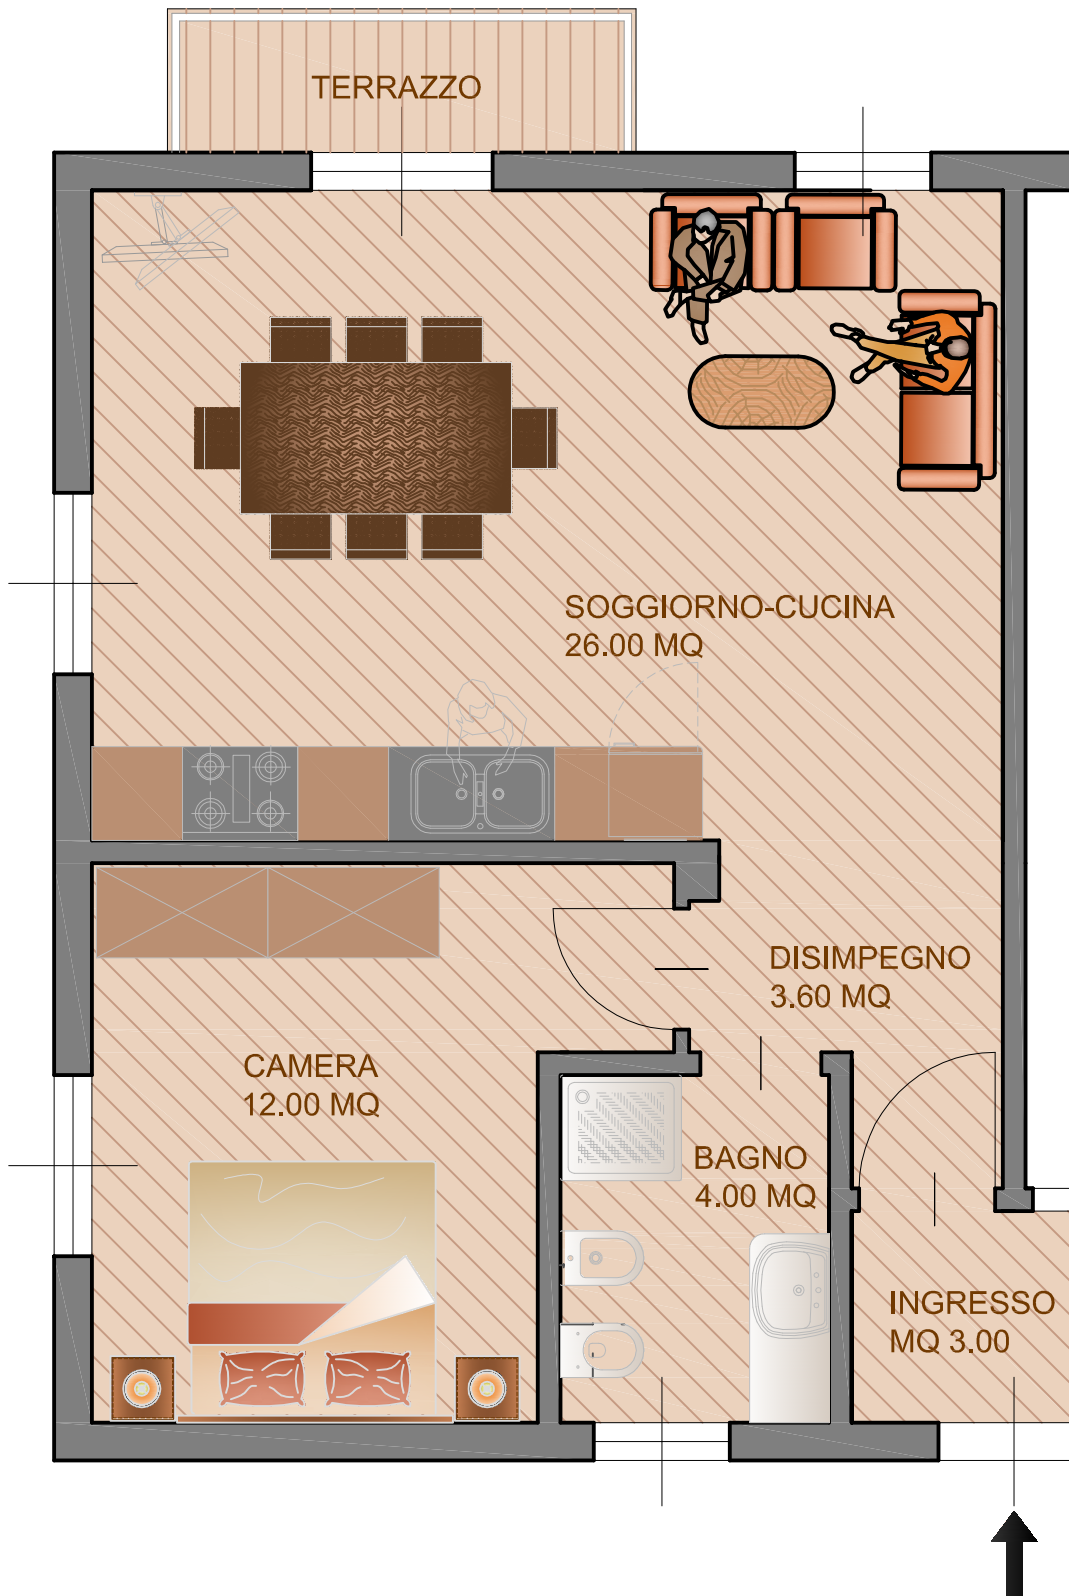 TERRAZZO
SOGGIORNO-CUCINA
26.00 MQ
DISIMPEGNO
3.60 MQ
CAMERA
12.00 MQ
BAGNO
4.00 MQ
INGRESSO
MQ 3.00